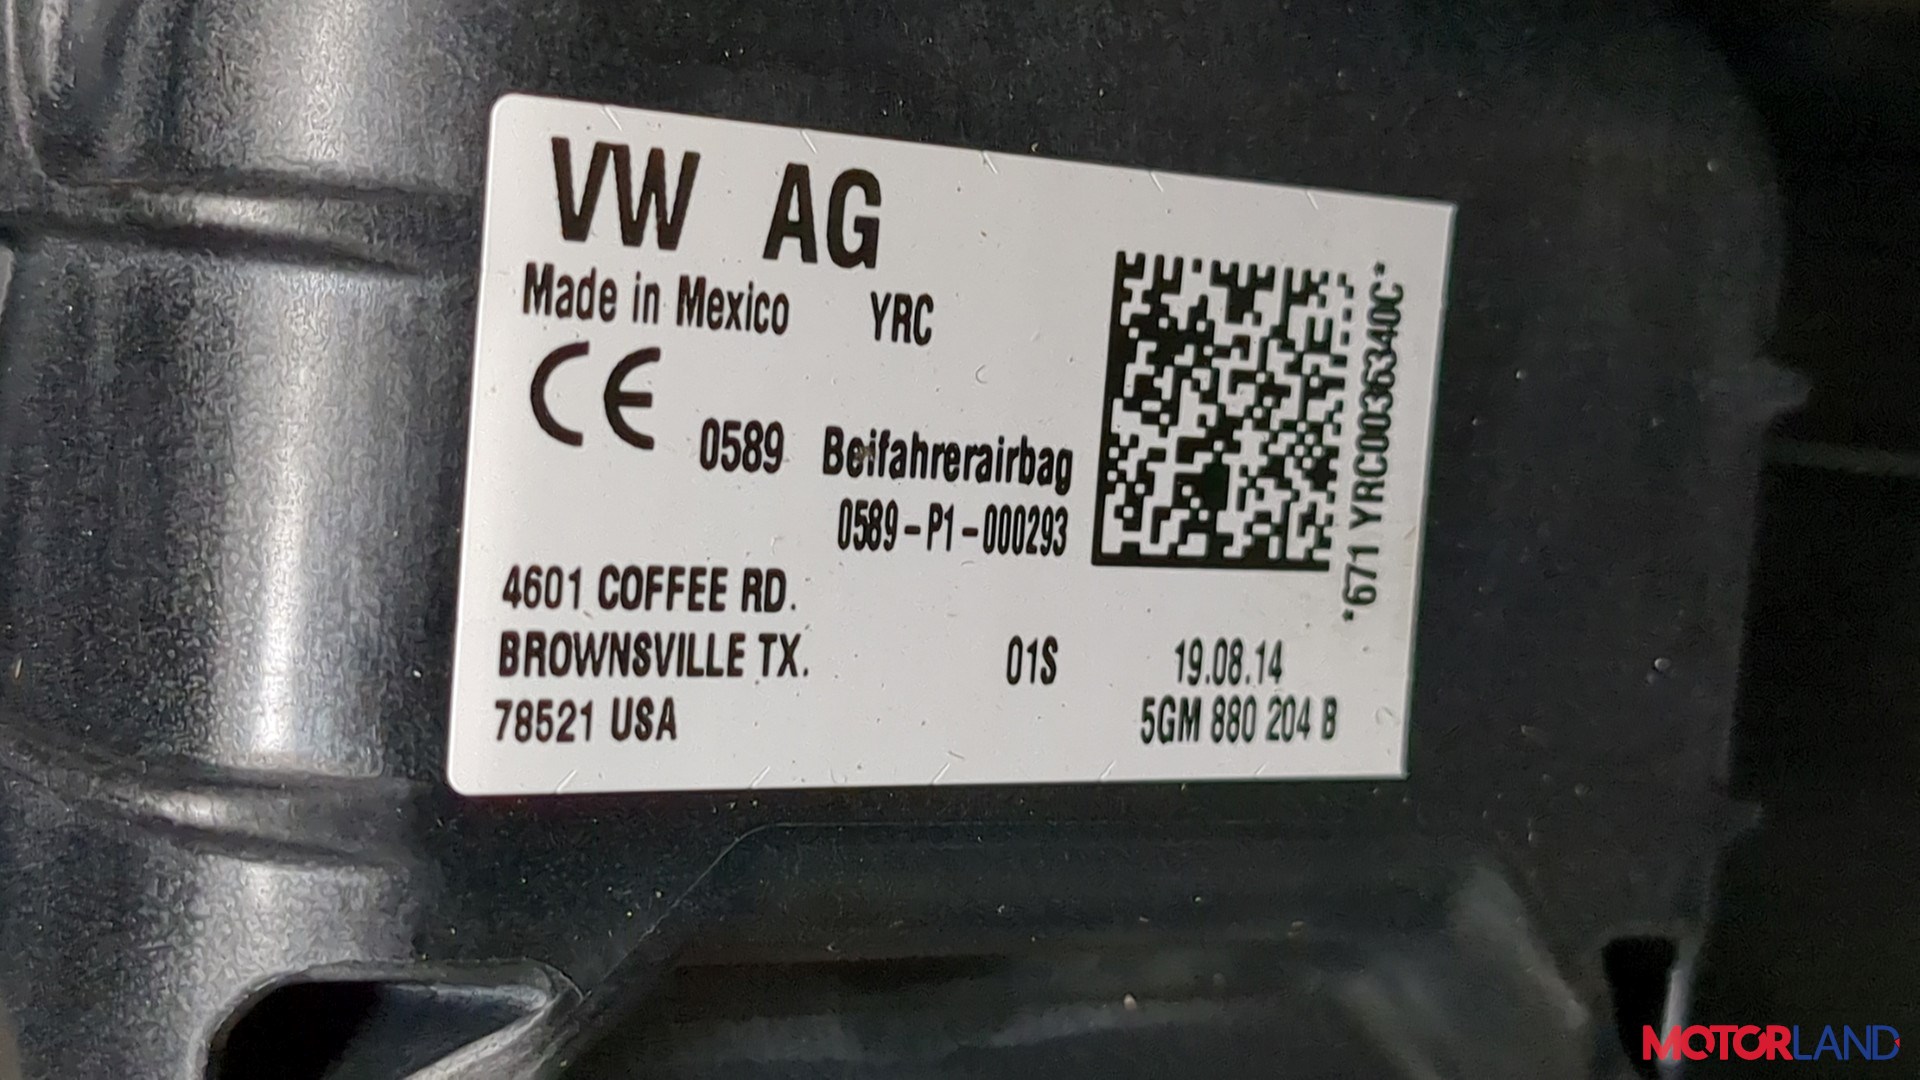 VW AG
Made in Mexico YRC
CE 0589 Beifahrerairbag
0589-P1-000293
4601 COFFEE RD.
BROWNSVILLE TX. 01S 19.08.14
78521 USA 5GM 880 204 B
*671 YRC0036340C*
MOTORLAND